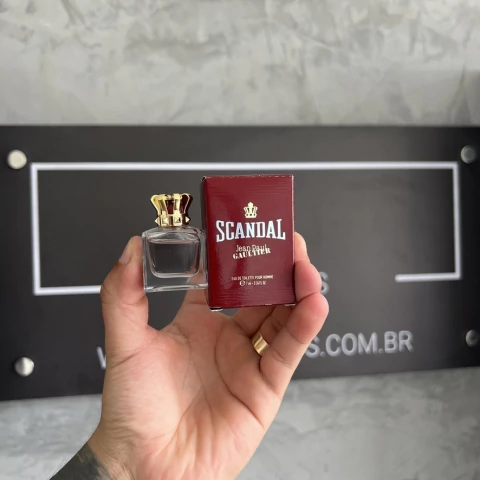 SCANDAL
Jean Paul
GAULTIER
EAU DE TOILETTE POUR HOMME
S.COM.BR